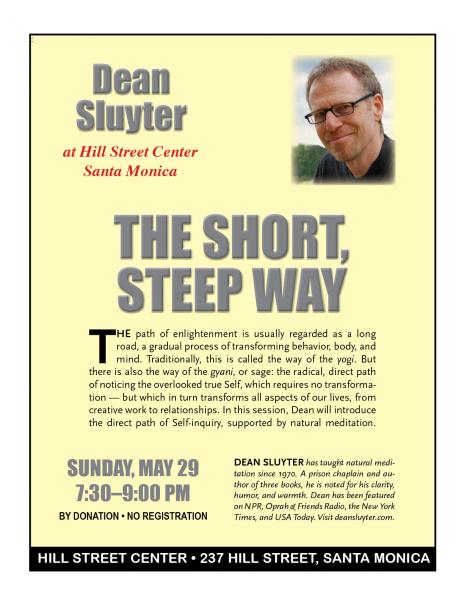 Dean
Sluyter
at Hill Street Center
Santa Monica
THE SHORT,
STEEP WAY
THE path of enlightenment is usually regarded as a long
road, a gradual process of transforming behavior, body, and
mind. Traditionally, this is called the way of the yogi. But
there is also the way of the gyani, or sage: the radical, direct
path of noticing the overlooked true Self, which requires no transforma-
tion — but which in turn transforms all aspects of our lives, from
creative work to relationships. In this session, Dean will introduce
the direct path of Self-inquiry, supported by natural meditation.
SUNDAY, MAY 29
7:30–9:00 PM
BY DONATION • NO REGISTRATION
DEAN SLUYTER has taught natural medi-
tation since 1970. A prison chaplain and au-
thor of three books, he is noted for his clarity,
humor, and warmth. Dean has been featured
on NPR, Oprah & Friends Radio, the New York
Times, and USA Today. Visit deansluyter.com.
HILL STREET CENTER • 237 HILL STREET, SANTA MONICA